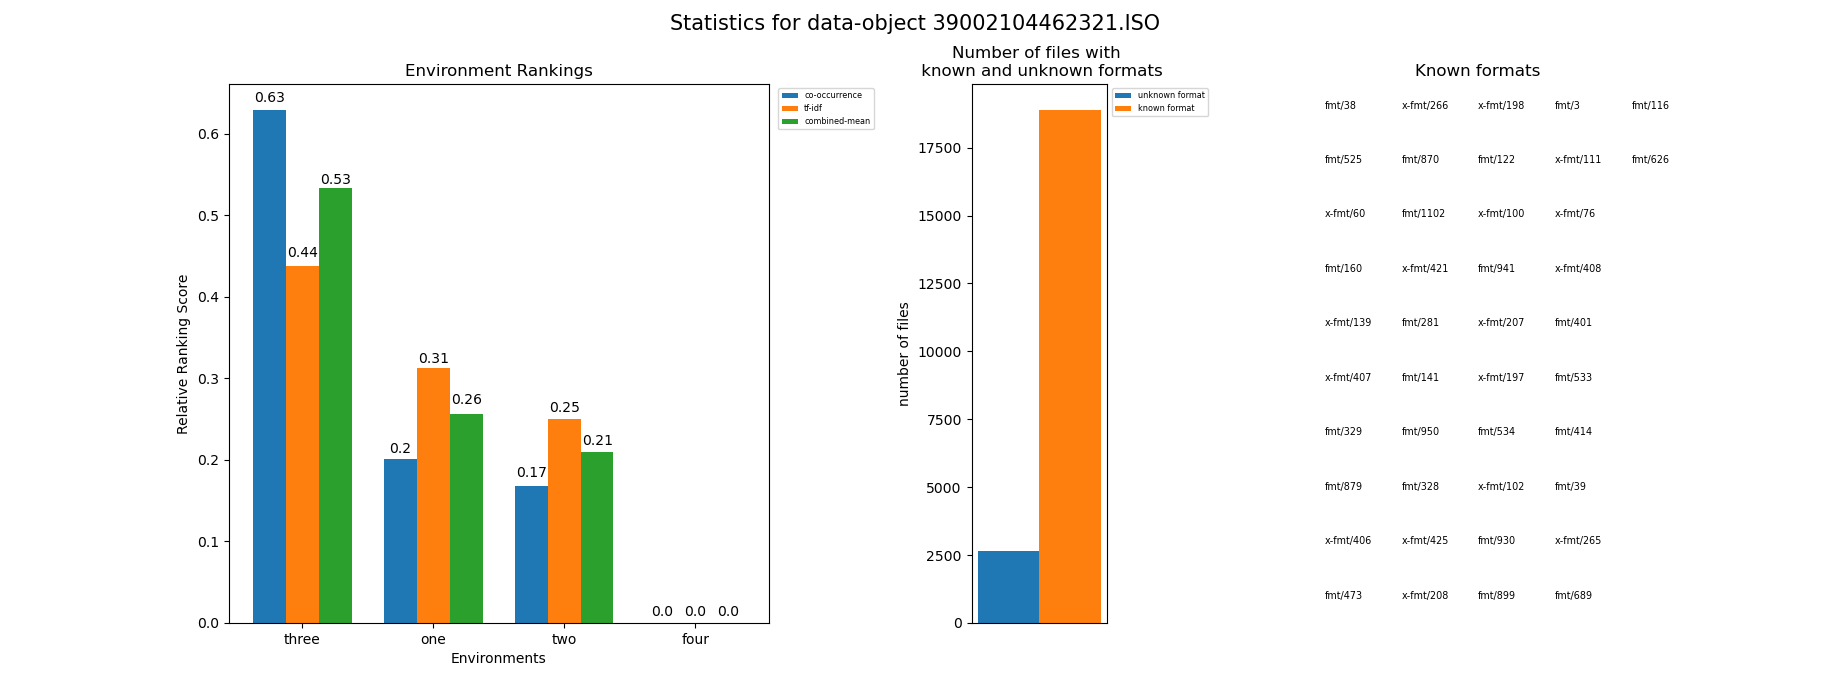 Statistics for data-object 39002104462321.ISO
Environment Rankings
0.63
0.44
0.53
0.2
0.31
0.26
0.17
0.25
0.21
0.0 0.0 0.0
0.6
0.5
0.4
0.3
0.2
0.1
0.0
Relative Ranking Score
three one two four
Environments
co-occurrence
tf-idf
combined-mean
Number of files with
known and unknown formats
17500
15000
12500
10000
7500
5000
2500
0
number of files
unknown format
known format
Known formats
fmt/38 x-fmt/266 x-fmt/198 fmt/3 fmt/116
fmt/525 fmt/870 fmt/122 x-fmt/111 fmt/626
x-fmt/60 fmt/1102 x-fmt/100 x-fmt/76
fmt/160 x-fmt/421 fmt/941 x-fmt/408
x-fmt/139 fmt/281 x-fmt/207 fmt/401
x-fmt/407 fmt/141 x-fmt/197 fmt/533
fmt/329 fmt/950 fmt/534 fmt/414
fmt/879 fmt/328 x-fmt/102 fmt/39
x-fmt/406 x-fmt/425 fmt/930 x-fmt/265
fmt/473 x-fmt/208 fmt/899 fmt/689